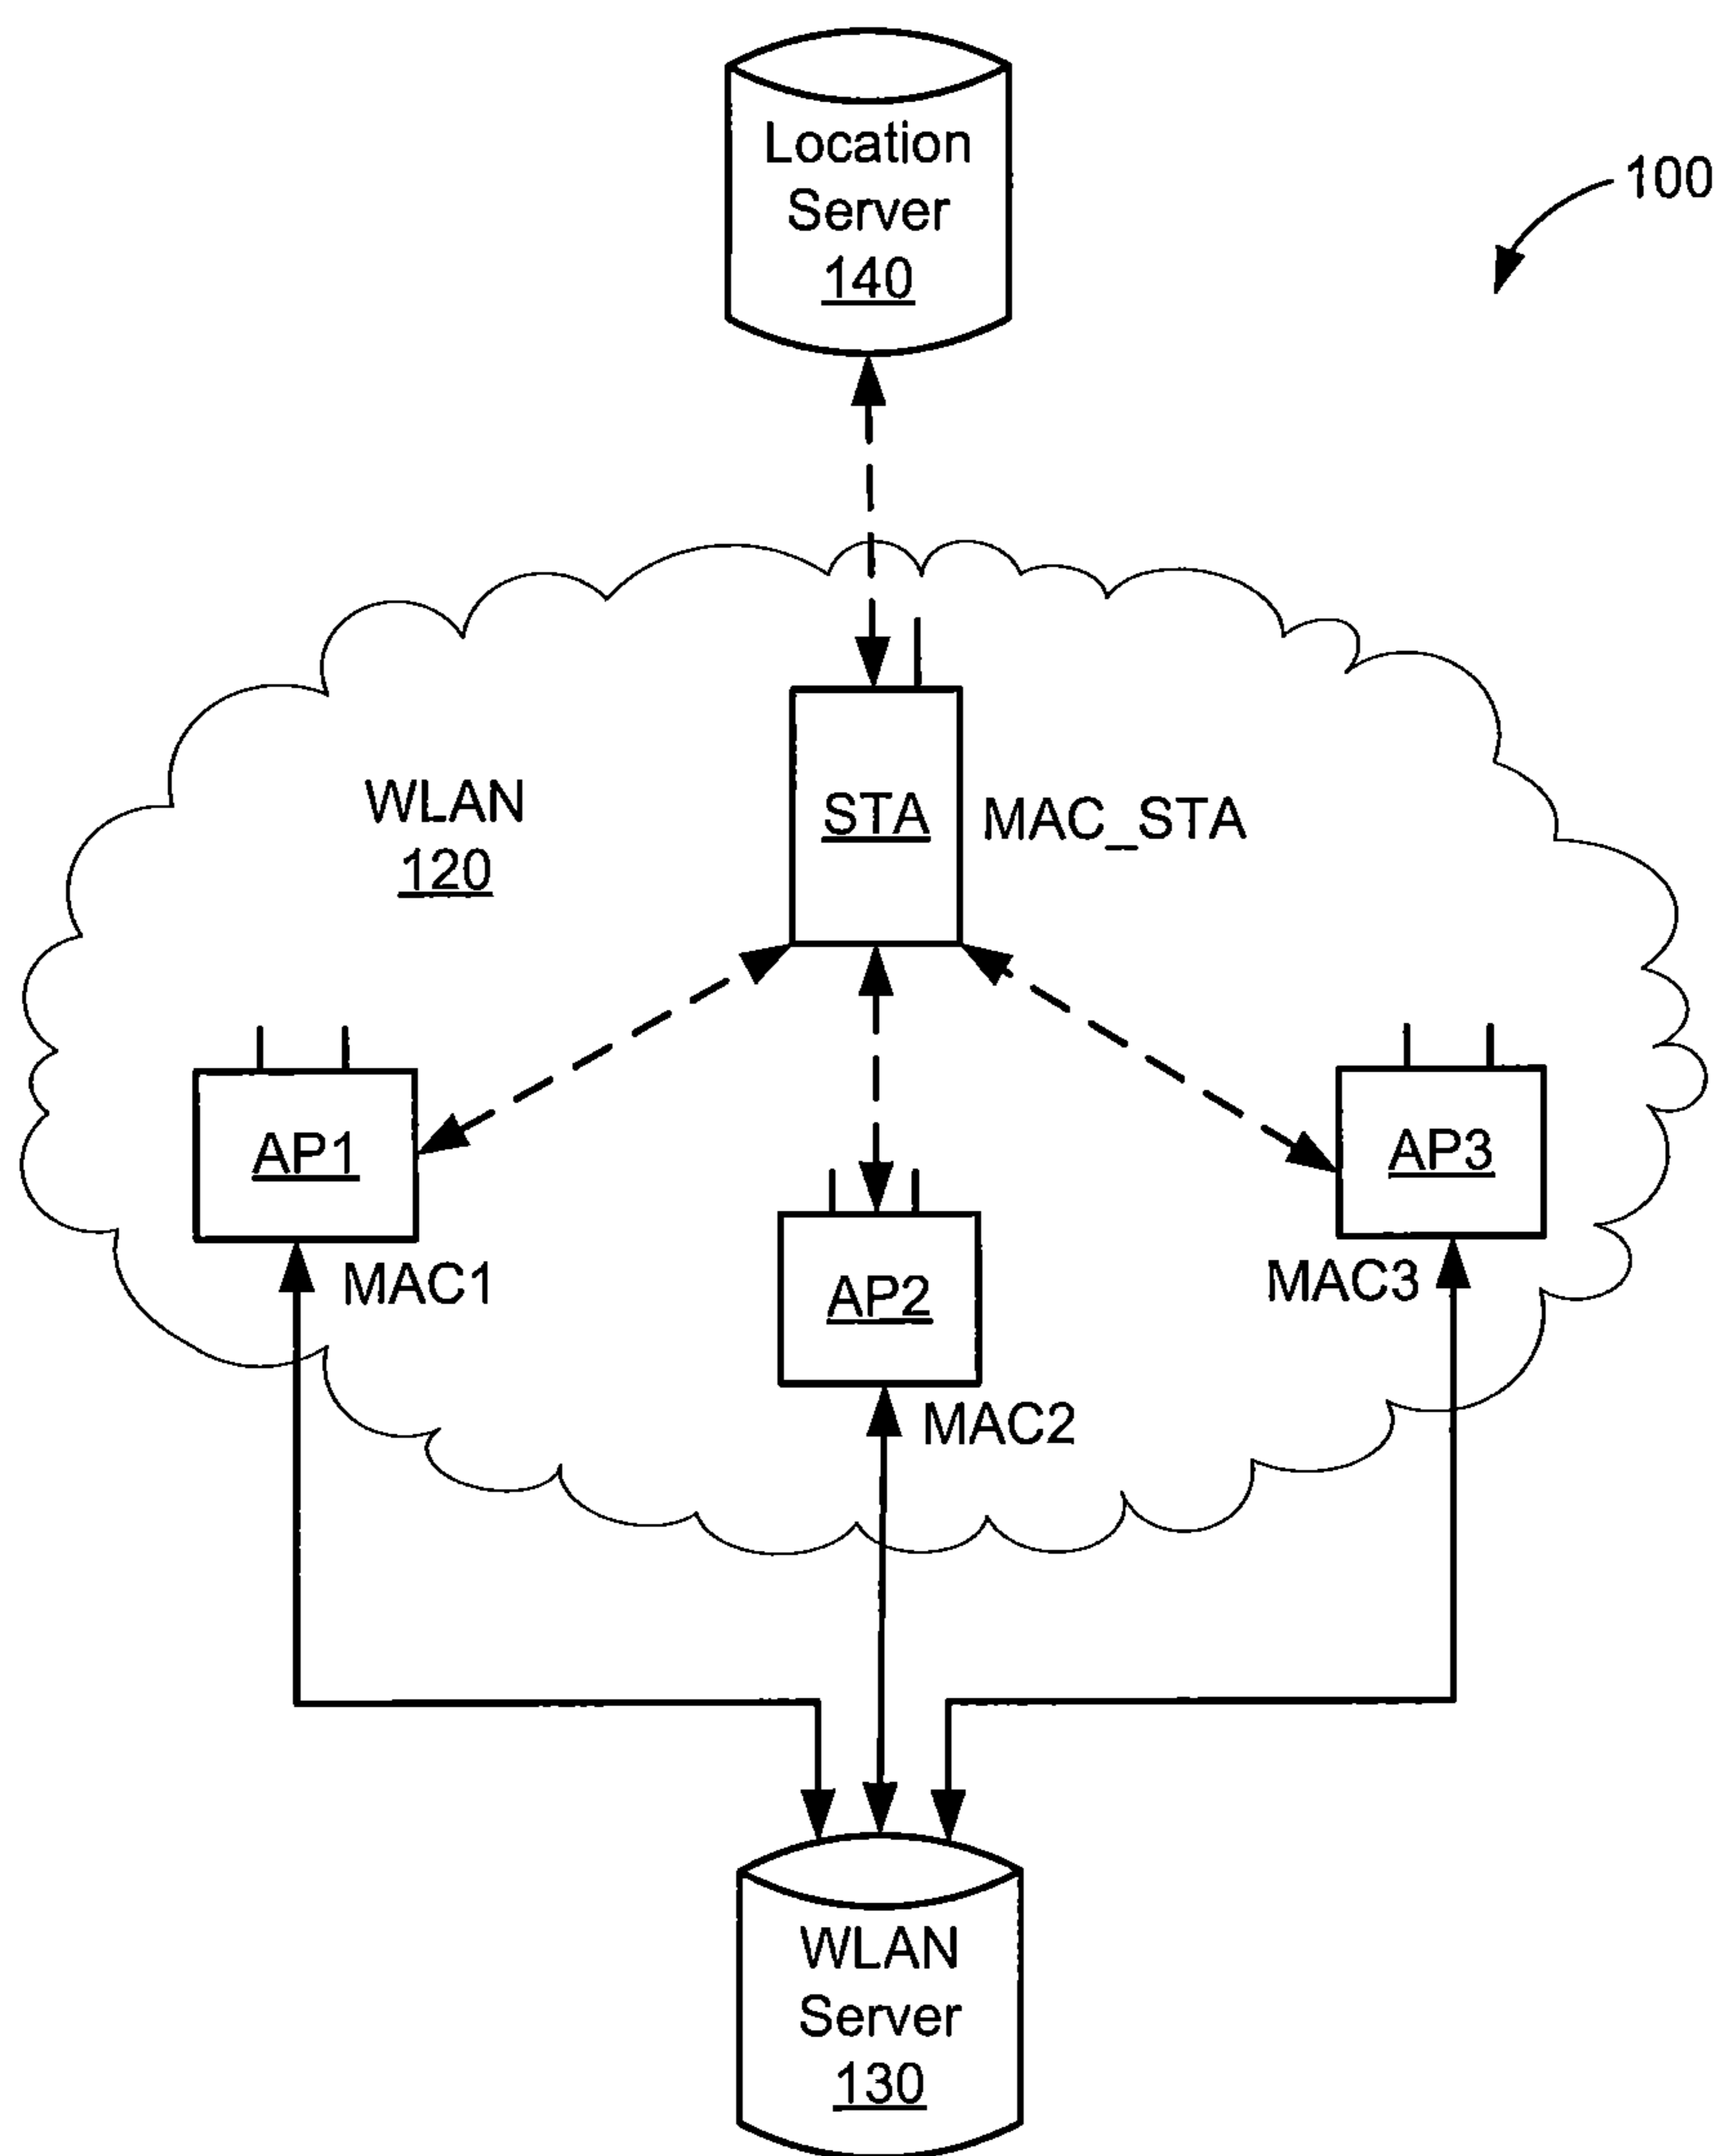 Location
Server
140
100
WLAN
120
STA
MAC_STA
AP1
AP3
MAC1
AP2
MAC3
MAC2
WLAN
Server
130